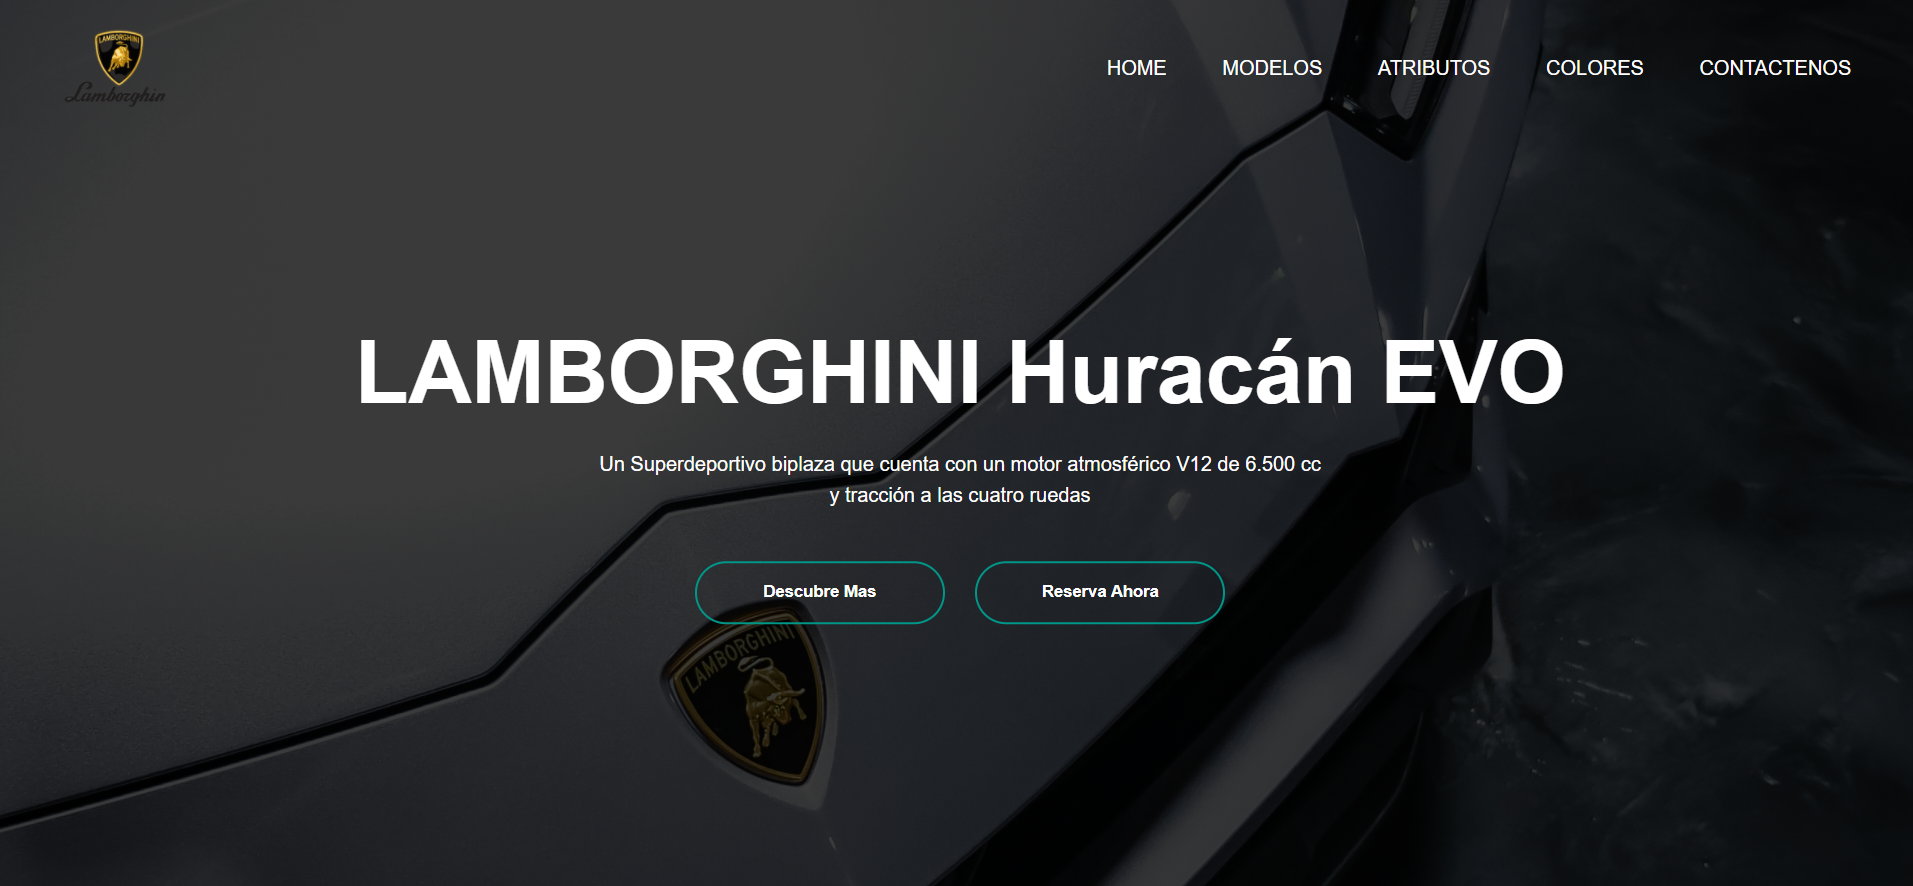 LAMBORGHINI
Lamborghin
HOME MODELOS ATRIBUTOS COLORES CONTACTENOS
LAMBORGHINI Huracán EVO
Un Superdeportivo biplaza que cuenta con un motor atmosférico V12 de 6.500 cc
y tracción a las cuatro ruedas
Descubre Mas Reserva Ahora
LAMBORGHINI